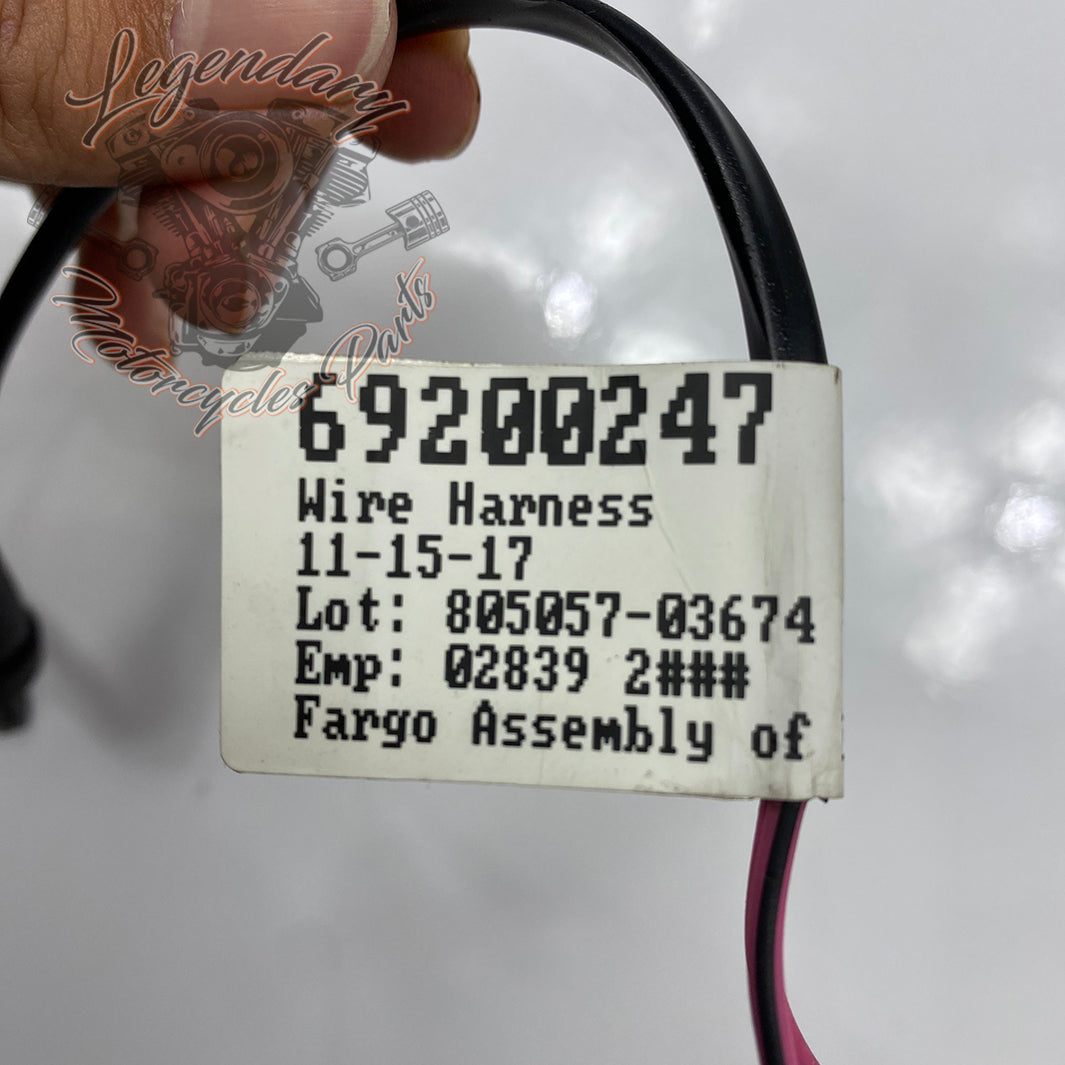 Legendary
Motorcycles Parts
69200247
Wire Harness
11-15-17
Lot: 805057-03674
Emp: 02839 2###
Fargo Assembly of